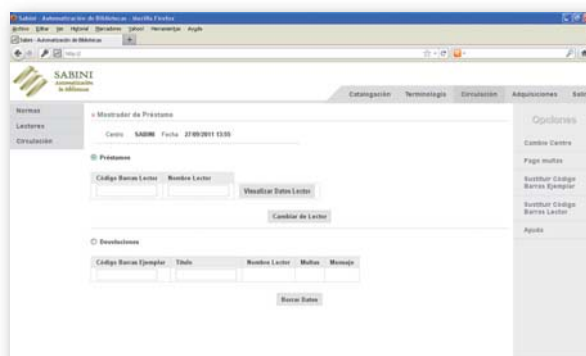 Sabini - Automatización de Bibliotecas - Mozilla Firefox
Archivo Editar Ver Historial Marcadores Yahoo! Herramientas Ayuda
Sabini - Automatización de Bibliotecas
http://
SABINI
Automatización
de Bibliotecas
Catalogación Terminología Circulación Adquisiciones
Normas
Lectores
Circulación
» Mostrador de Préstamo
Centro SABINI Fecha 27/09/2011 13:55
Préstamos
Código Barras Lector Nombre Lector
Visualizar Datos Lector
Cambiar de Lector
Devoluciones
Código Barras Ejemplar Título Nombre Lector Multas Mensaje
Borrar Datos
Opciones
Cambio Centro
Pago multas
Sustituir Código
Barras Ejemplar
Sustituir Código
Barras Lector
Ayuda